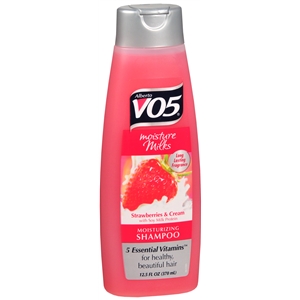 Alberto
VO5
moisture
Milks
Long
Lasting
Fragrance
Strawberries & Cream
with Soy Milk Protein
MOISTURIZING
SHAMPOO
5 Essential Vitamins™
for healthy,
beautiful hair
12.5 FL OZ (370 mL)